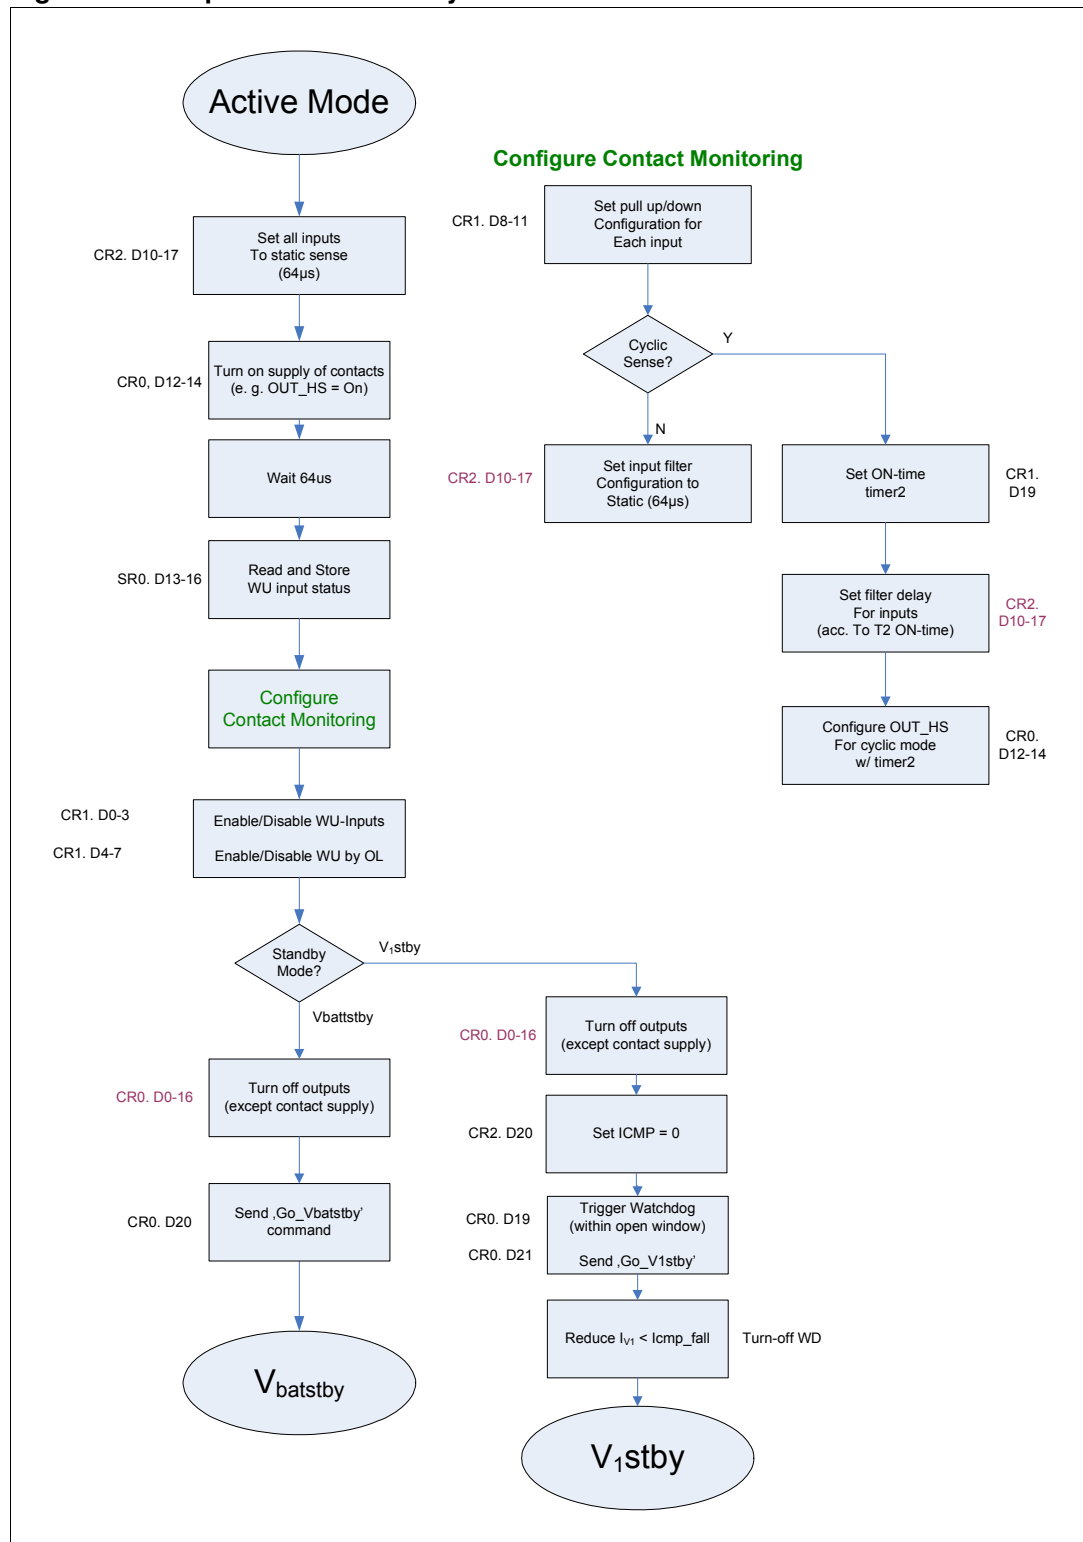 Active Mode
CR2. D10-17
Set all inputs
To static sense
(64µs)
CR0, D12-14
Turn on supply of contacts
(e. g. OUT_HS = On)
Wait 64us
SR0. D13-16
Read and Store
WU input status
Configure
Contact Monitoring
CR1. D0-3
Enable/Disable WU-Inputs
CR1. D4-7
Enable/Disable WU by OL
Standby
Mode?
V₁stby
Vbattstby
CR0. D0-16
Turn off outputs
(except contact supply)
CR0. D20
Send ‚Go_Vbatstby’
command
Vbatstby
CR0. D0-16
Turn off outputs
(except contact supply)
CR2. D20
Set ICMP = 0
CR0. D19
Trigger Watchdog
(within open window)
CR0. D21
Send ‚Go_V1stby’
Reduce IV1 < Icmp_fall
Turn-off WD
V₁stby
Configure Contact Monitoring
CR1. D8-11
Set pull up/down
Configuration for
Each input
Cyclic
Sense?
Y
N
CR2. D10-17
Set input filter
Configuration to
Static (64µs)
Set ON-time
timer2
CR1.
D19
Set filter delay
For inputs
(acc. To T2 ON-time)
CR2.
D10-17
Configure OUT_HS
For cyclic mode
w/ timer2
CR0.
D12-14